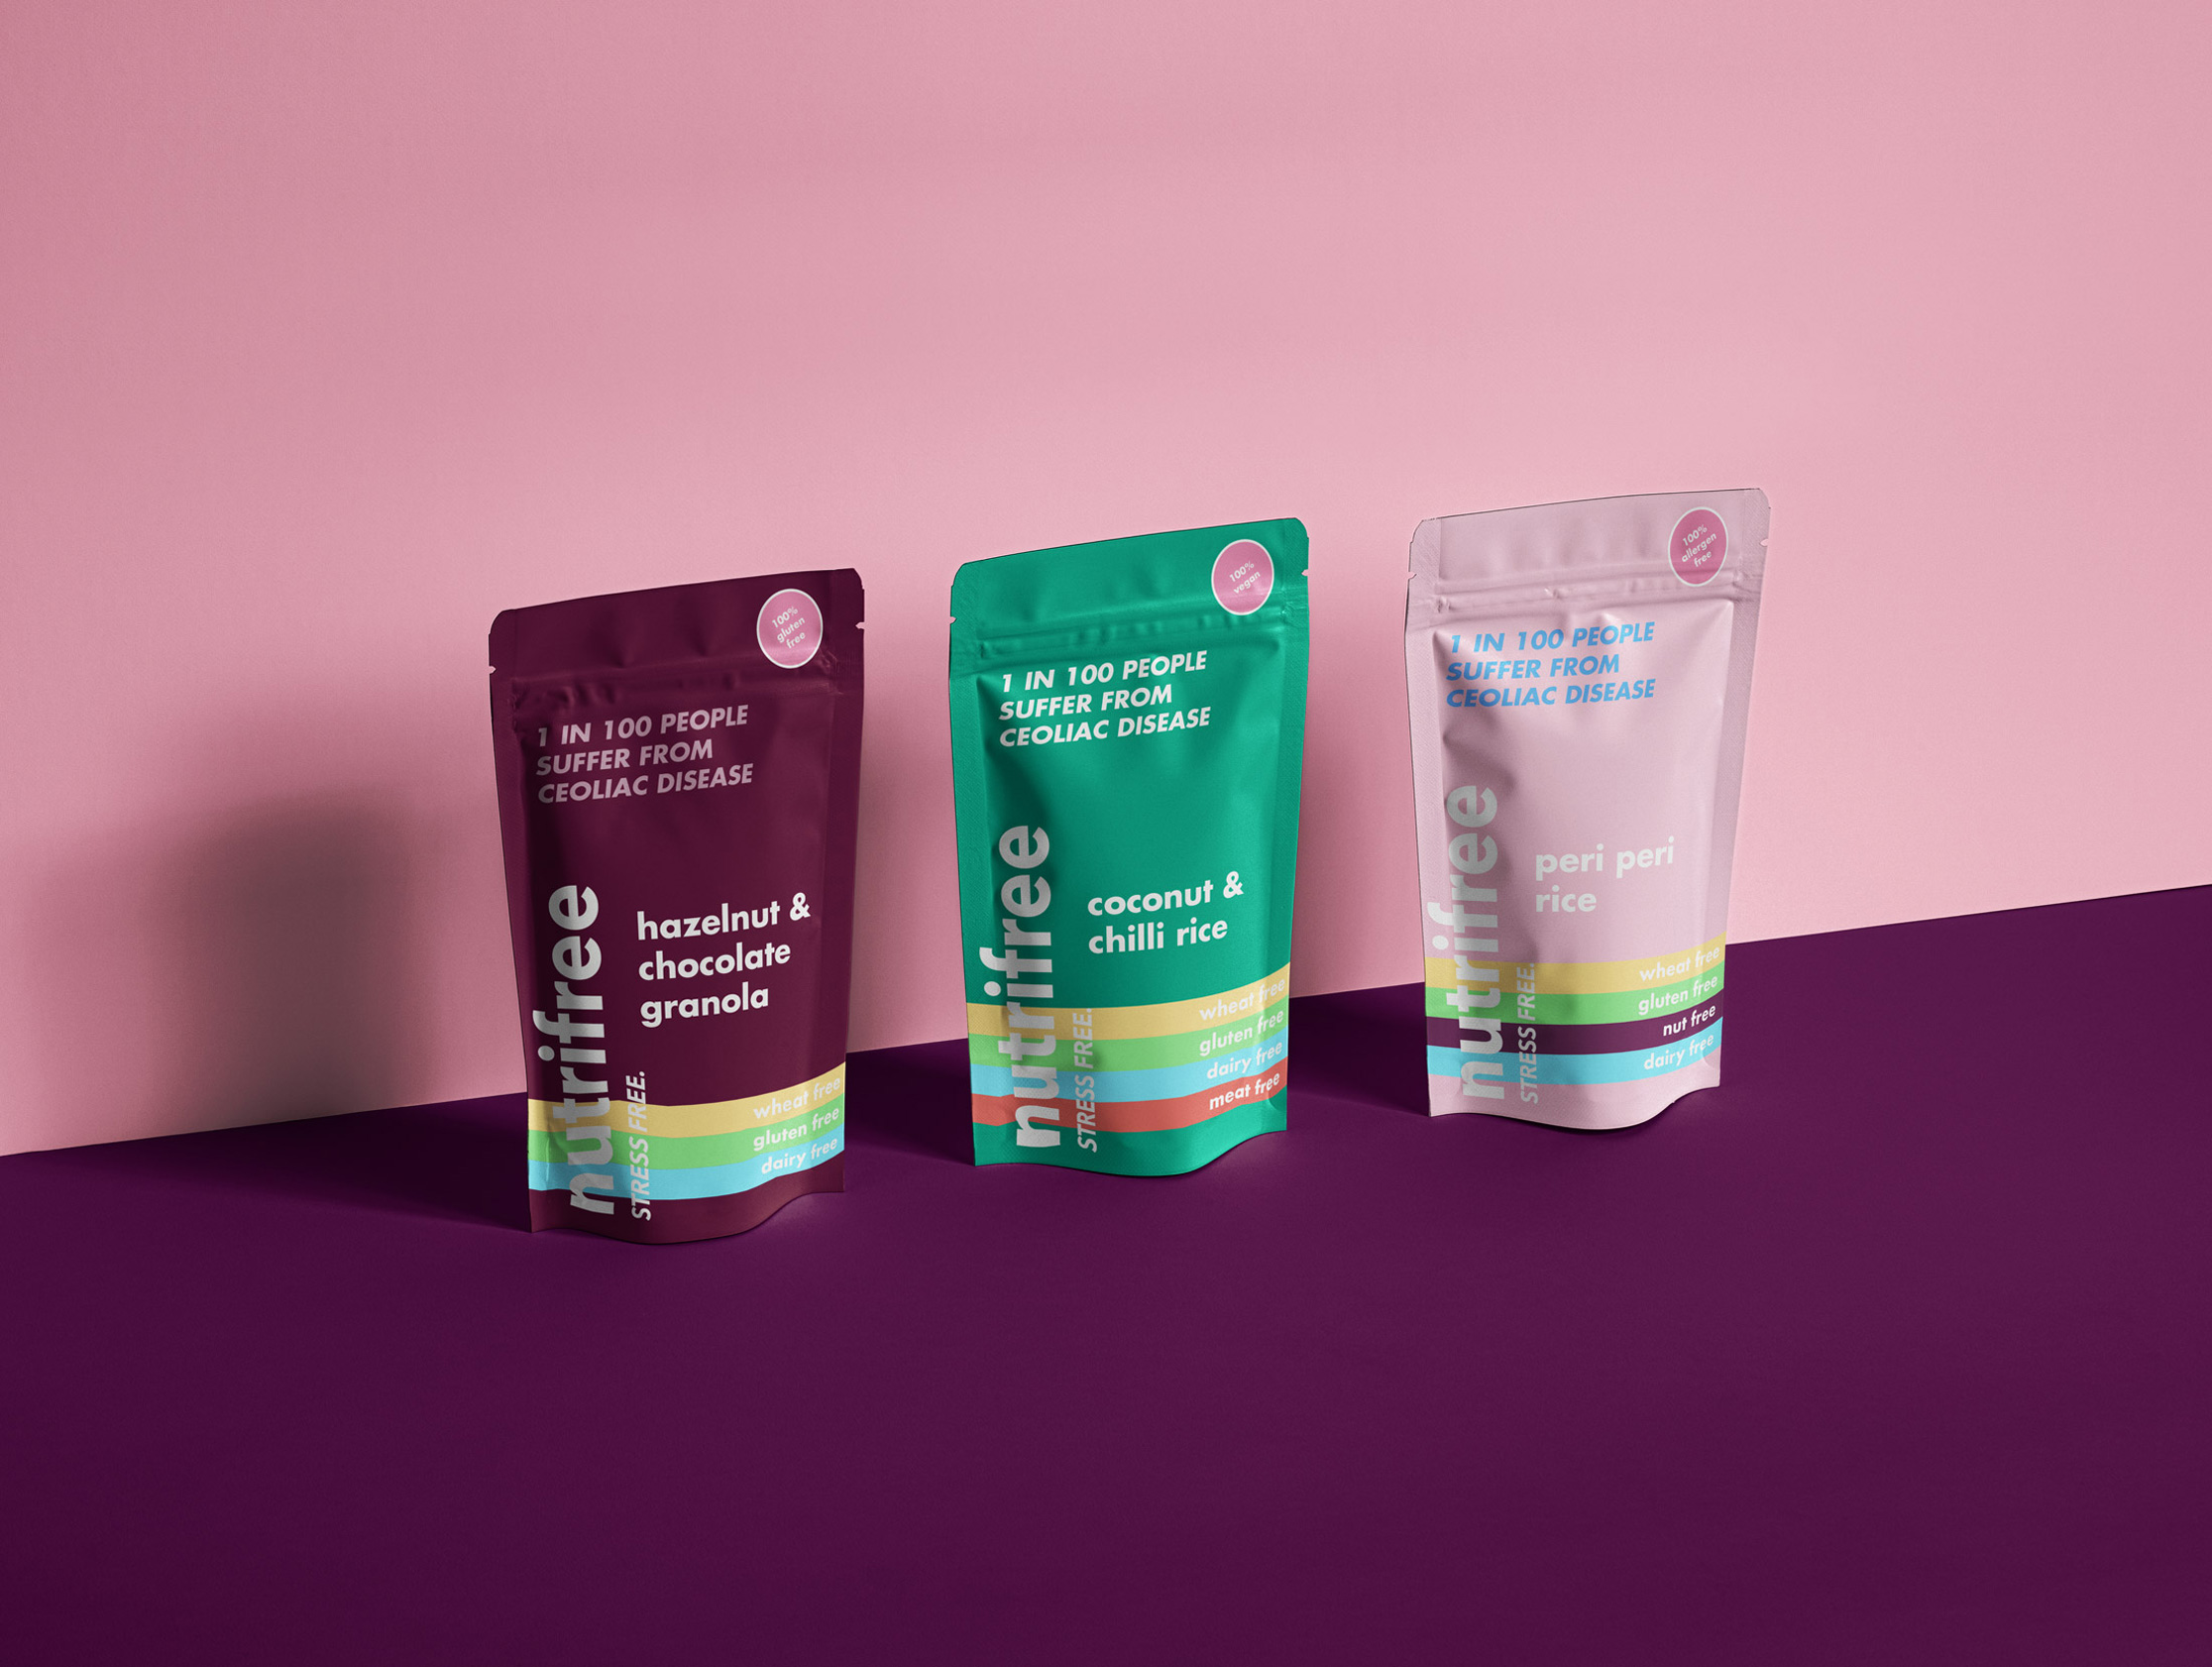 100%
gluten
free
1 IN 100 PEOPLE
SUFFER FROM
CEOLIAC DISEASE
nutrifree
STRESS FREE.
hazelnut &
chocolate
granola
wheat free
gluten free
dairy free
100%
vegan
1 IN 100 PEOPLE
SUFFER FROM
CEOLIAC DISEASE
nutrifree
STRESS FREE.
coconut &
chilli rice
wheat free
gluten free
dairy free
meat free
100%
allergen
free
1 IN 100 PEOPLE
SUFFER FROM
CEOLIAC DISEASE
nutrifree
STRESS FREE.
peri peri
rice
wheat free
gluten free
nut free
dairy free